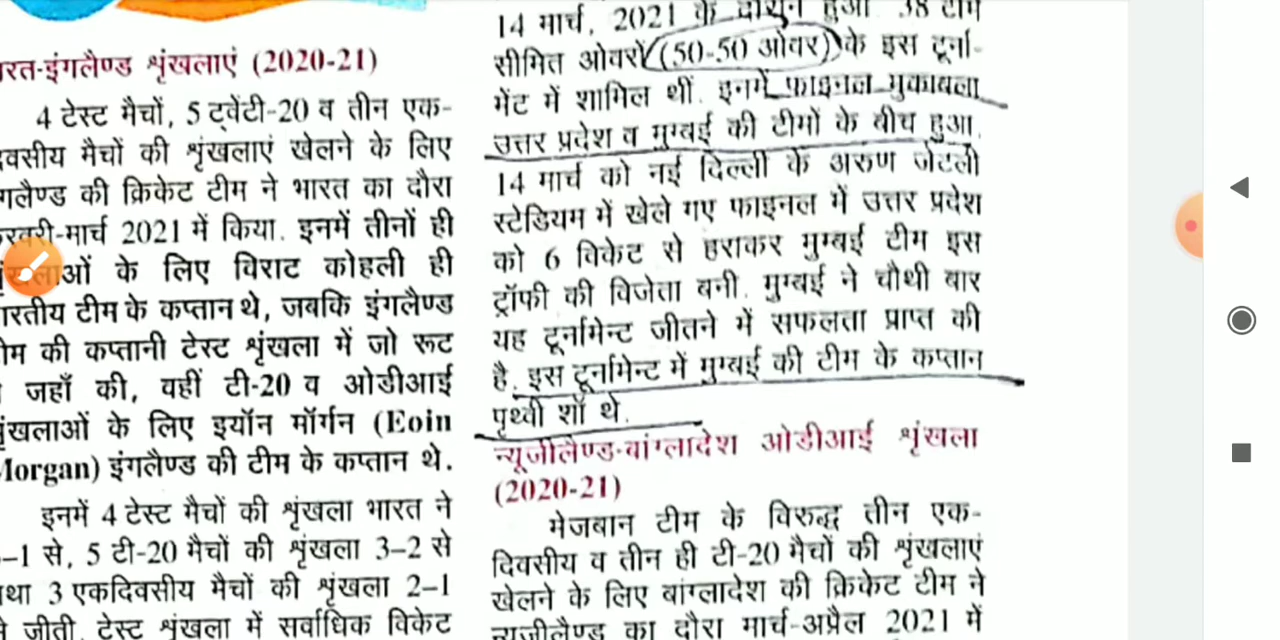 रत-इंगलैण्ड शृंखलाएं (2020-21)
4 टेस्ट मैचों, 5 ट्वेंटी-20 व तीन एक-
वसीय मैचों की शृंखलाएं खेलने के लिए
गलैण्ड की क्रिकेट टीम ने भारत का दौरा
रवरी-मार्च 2021 में किया. इनमें तीनों ही
ओं के लिए विराट कोहली ही
रतीय टीम के कप्तान थे, जबकि इंगलैण्ड
म की कप्तानी टेस्ट शृंखला में जो रूट
जहाँ की, वहीं टी-20 व ओडीआई
ंखलाओं के लिए इयॉन मॉर्गन (Eoin
Morgan) इंगलैण्ड की टीम के कप्तान थे.
इनमें 4 टेस्ट मैचों की शृंखला भारत ने
–1 से, 5 टी-20 मैचों की शृंखला 3–2 से
था 3 एकदिवसीय मैचों की शृंखला 2–1
जीती. टेस्ट शृंखला में सर्वाधिक विकेट
14 मार्च, 2021 के दौरान हुआ 38 टीमें
सीमित ओवरों (50-50 ओवर) के इस टूर्ना-
मेंट में शामिल थीं. इनमें फाइनल मुकाबला
उत्तर प्रदेश व मुम्बई की टीमों के बीच हुआ.
14 मार्च को नई दिल्ली के अरुण जेटली
स्टेडियम में खेले गए फाइनल में उत्तर प्रदेश
को 6 विकेट से हराकर मुम्बई टीम इस
ट्रॉफी की विजेता बनी. मुम्बई ने चौथी बार
यह टूर्नामेन्ट जीतने में सफलता प्राप्त की
है. इस टूर्नामेन्ट में मुम्बई की टीम के कप्तान
पृथ्वी शॉ थे.
न्यूजीलैण्ड-बांग्लादेश ओडीआई शृंखला
(2020-21)
मेजबान टीम के विरुद्ध तीन एक-
दिवसीय व तीन ही टी-20 मैचों की शृंखलाएं
खेलने के लिए बांग्लादेश की क्रिकेट टीम ने
न्यूजीलैण्ड का दौरा मार्च-अप्रैल 2021 में